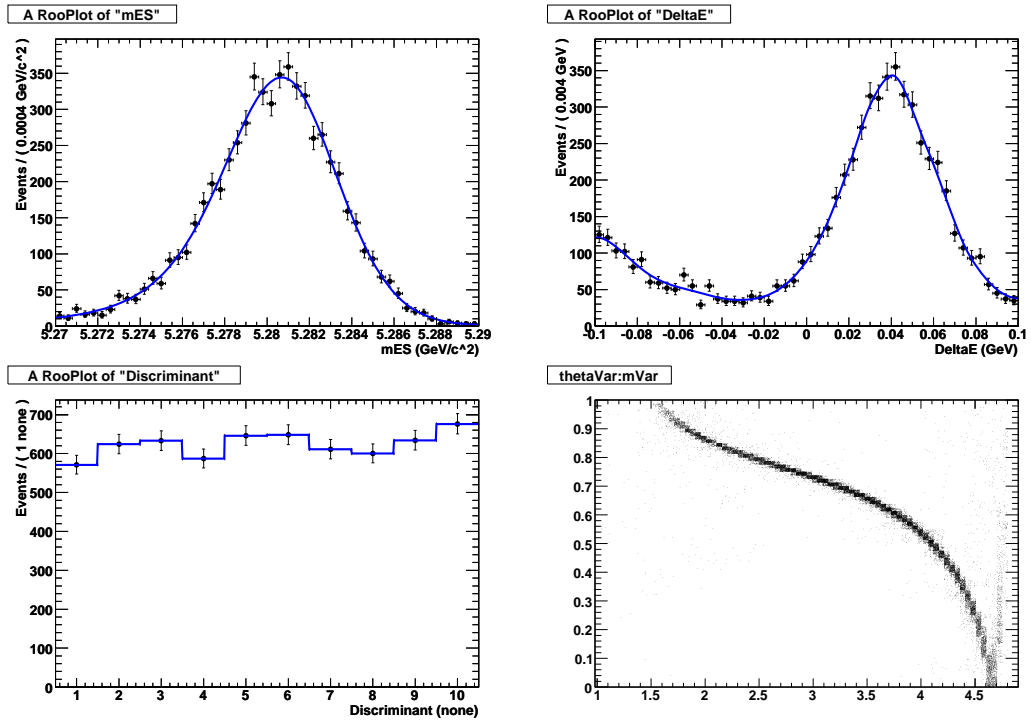 A RooPlot of "mES"
Events / ( 0.0004 GeV/c^2 )
350
300
250
200
150
100
50
0
5.27 5.272 5.274 5.276 5.278 5.28 5.282 5.284 5.286 5.288 5.29
mES (GeV/c^2)
A RooPlot of "DeltaE"
Events / ( 0.004 GeV )
350
300
250
200
150
100
50
0
-0.1 -0.08 -0.06 -0.04 -0.02 0 0.02 0.04 0.06 0.08 0.1
DeltaE (GeV)
A RooPlot of "Discriminant"
Events / ( 1 none )
700
600
500
400
300
200
100
0
1 2 3 4 5 6 7 8 9 10
Discriminant (none)
thetaVar:mVar
1
0.9
0.8
0.7
0.6
0.5
0.4
0.3
0.2
0.1
0
1 1.5 2 2.5 3 3.5 4 4.5